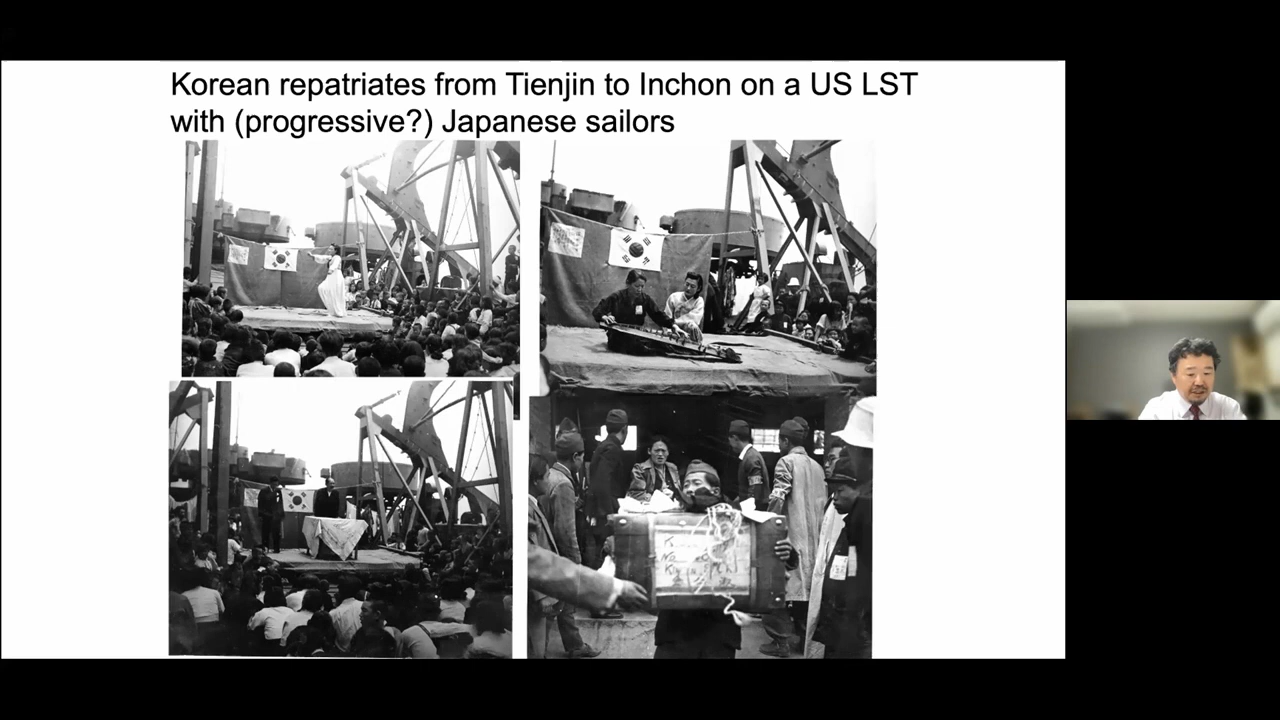 Korean repatriates from Tienjin to Inchon on a US LST
with (progressive?) Japanese sailors